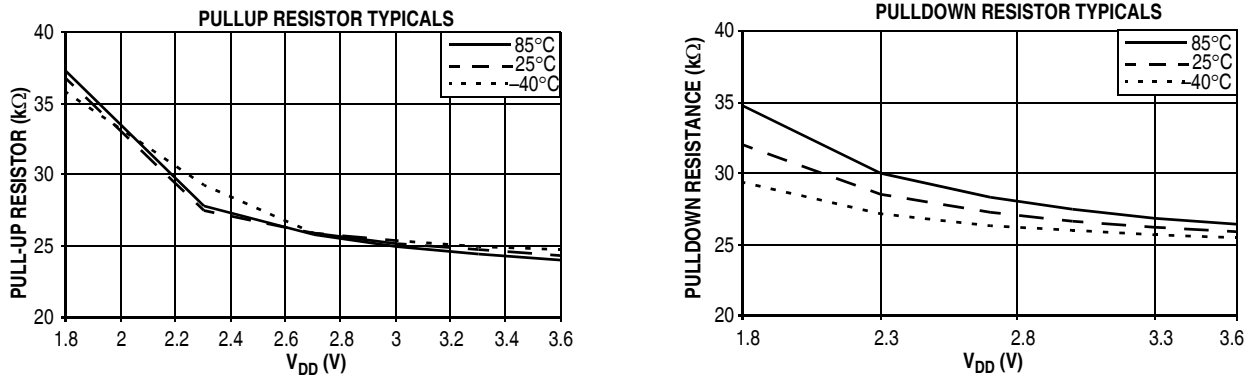 PULLUP RESISTOR TYPICALS
PULL-UP RESISTOR (kΩ)
40
35
30
25
20
1.8 2 2.2 2.4 2.6 2.8 3 3.2 3.4 3.6
VDD (V)
85°C
25°C
–40°C
PULLDOWN RESISTOR TYPICALS
PULLDOWN RESISTANCE (kΩ)
40
35
30
25
20
1.8 2.3 2.8 3.3 3.6
VDD (V)
85°C
25°C
–40°C